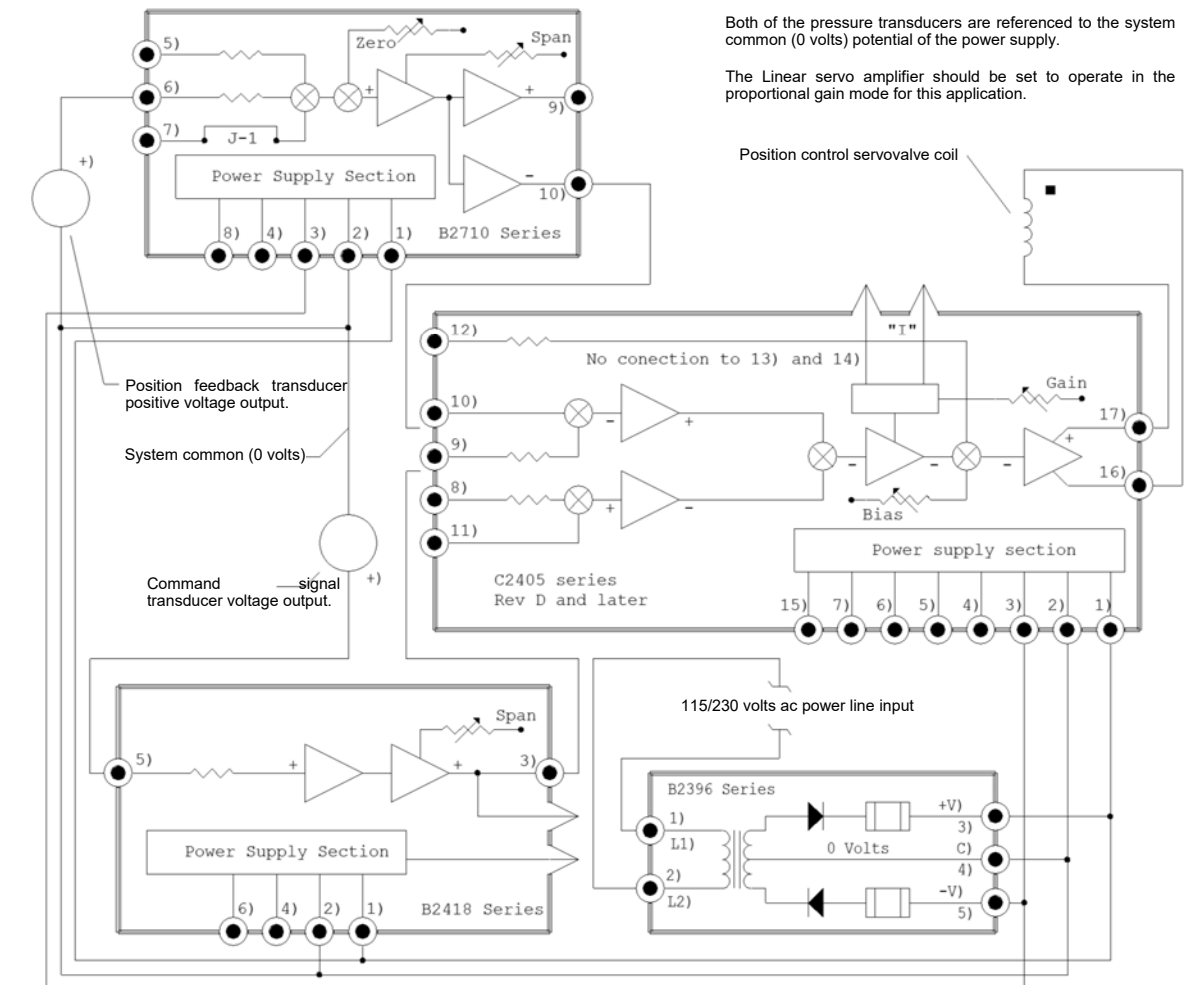 Both of the pressure transducers are referenced to the system
common (0 volts) potential of the power supply.
The Linear servo amplifier should be set to operate in the
proportional gain mode for this application.
Position control servovalve coil
5)
6)
7)
J-1
Zero
Span
+
+
9)
-
10)
Power Supply Section
8)
4)
3)
2)
1)
B2710 Series
+)
Position feedback transducer
positive voltage output.
System common (0 volts)
Command signal
transducer voltage output.
+)
12)
"I"
No conection to 13) and 14)
10)
9)
8)
11)
-
+
+
-
-
-
-
Gain
Bias
17)
+
16)
Power supply section
C2405 series
Rev D and later
15)
7)
6)
5)
4)
3)
2)
1)
5)
+
+
Span
3)
Power Supply Section
6)
4)
2)
1)
B2418 Series
115/230 volts ac power line input
B2396 Series
1)
L1)
2)
L2)
0 Volts
+V)
3)
C)
4)
-V)
5)